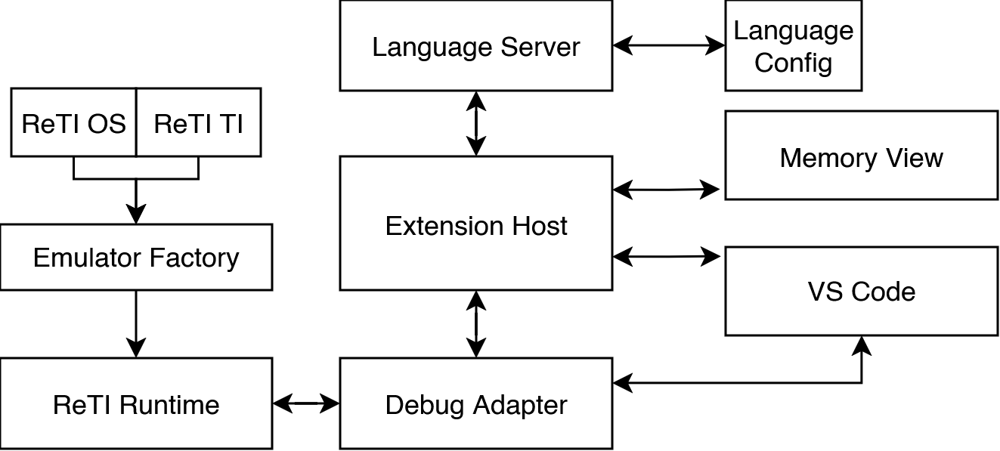 Language Server
Language
Config
ReTI OS
ReTI TI
Memory View
Extension Host
Emulator Factory
VS Code
ReTI Runtime
Debug Adapter